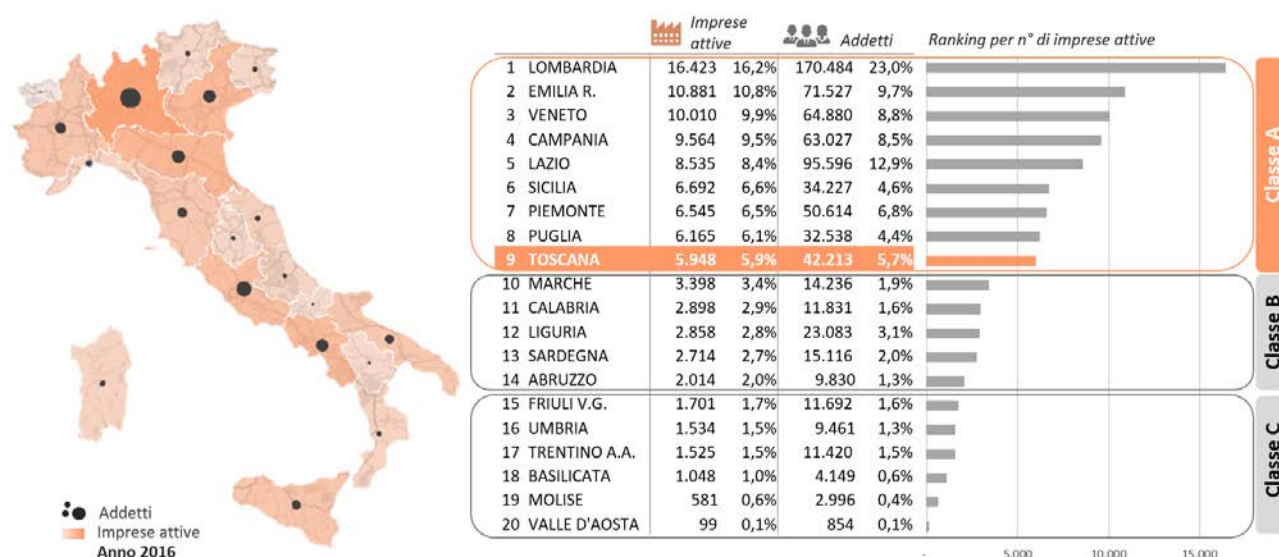 Imprese attive
Addetti
Ranking per n° di imprese attive
1 LOMBARDIA 16.423 16,2% 170.484 23,0%
2 EMILIA R. 10.881 10,8% 71.527 9,7%
3 VENETO 10.010 9,9% 64.880 8,8%
4 CAMPANIA 9.564 9,5% 63.027 8,5%
5 LAZIO 8.535 8,4% 95.596 12,9%
6 SICILIA 6.692 6,6% 34.227 4,6%
7 PIEMONTE 6.545 6,5% 50.614 6,8%
8 PUGLIA 6.165 6,1% 32.538 4,4%
9 TOSCANA 5.948 5,9% 42.213 5,7%
10 MARCHE 3.398 3,4% 14.236 1,9%
11 CALABRIA 2.898 2,9% 11.831 1,6%
12 LIGURIA 2.858 2,8% 23.083 3,1%
13 SARDEGNA 2.714 2,7% 15.116 2,0%
14 ABRUZZO 2.014 2,0% 9.830 1,3%
15 FRIULI V.G. 1.701 1,7% 11.692 1,6%
16 UMBRIA 1.534 1,5% 9.461 1,3%
17 TRENTINO A.A. 1.525 1,5% 11.420 1,5%
18 BASILICATA 1.048 1,0% 4.149 0,6%
19 MOLISE 581 0,6% 2.996 0,4%
20 VALLE D'AOSTA 99 0,1% 854 0,1%
- 5.000 10.000 15.000
Classe A
Classe B
Classe C
Addetti
Imprese attive
Anno 2016